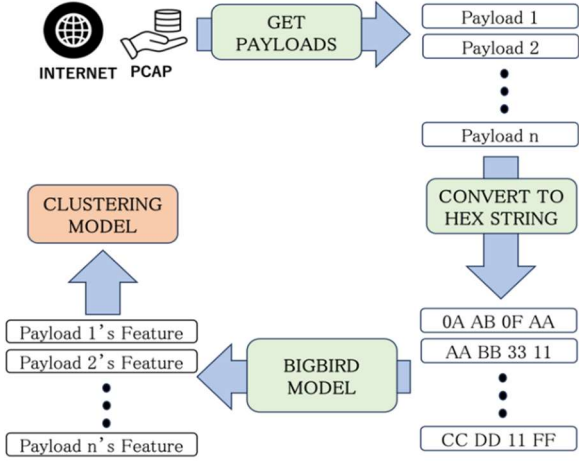 INTERNET
PCAP
GET
PAYLOADS
Payload 1
Payload 2
Payload n
CONVERT TO
HEX STRING
0A AB 0F AA
AA BB 33 11
CC DD 11 FF
BIGBIRD
MODEL
Payload 1's Feature
Payload 2's Feature
Payload n's Feature
CLUSTERING
MODEL